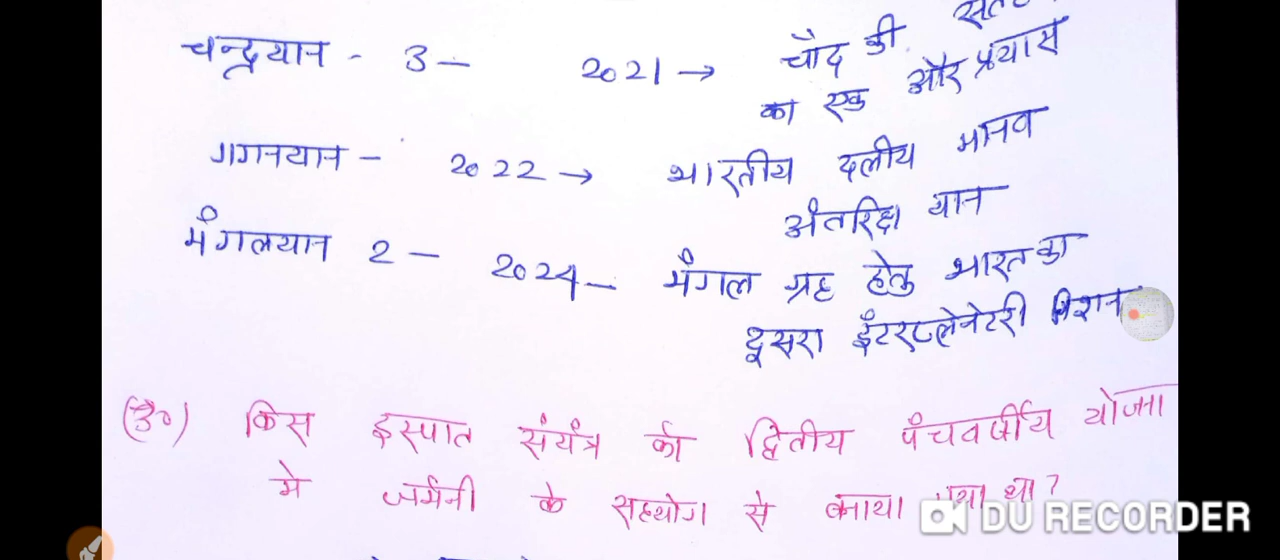 चन्द्रयान - 3 - 2021 → चाँद की
का एक और प्रयास
गगनयान - 2022 → भारतीय दलीय मानव
अंतरिक्ष यान
मंगलयान 2 - 2024 - मंगल ग्रह हेतु भारत का
दूसरा इंटरप्लेनेटरी मिशन
(30) किस इस्पात संयंत्र को द्वितीय पंचवर्षीय योजना
मे जर्मनी के सहयोग से बनाया गया था?
DU RECORDER